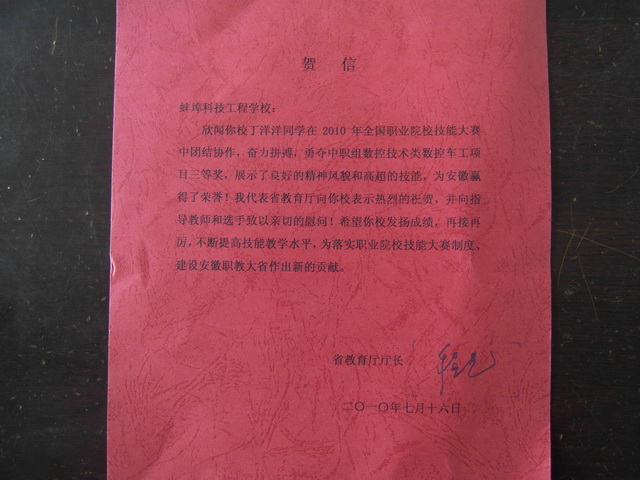 贺 信
蚌埠科技工程学校：
欣闻你校丁洋洋同学在 2010 年全国职业院校技能大赛
中团结协作，奋力拼搏，勇夺中职组数控技术类数控车工项
目三等奖，展示了良好的精神风貌和高超的技能，为安徽赢
得了荣誉！我代表省教育厅向你校表示热烈的祝贺，并向指
导教师和选手致以亲切的慰问！希望你校发扬成绩，再接再
厉，不断提高技能教学水平，为落实职业院校技能大赛制度、
建设安徽职教大省作出新的贡献。
省教育厅厅长
二〇一〇年七月十六日